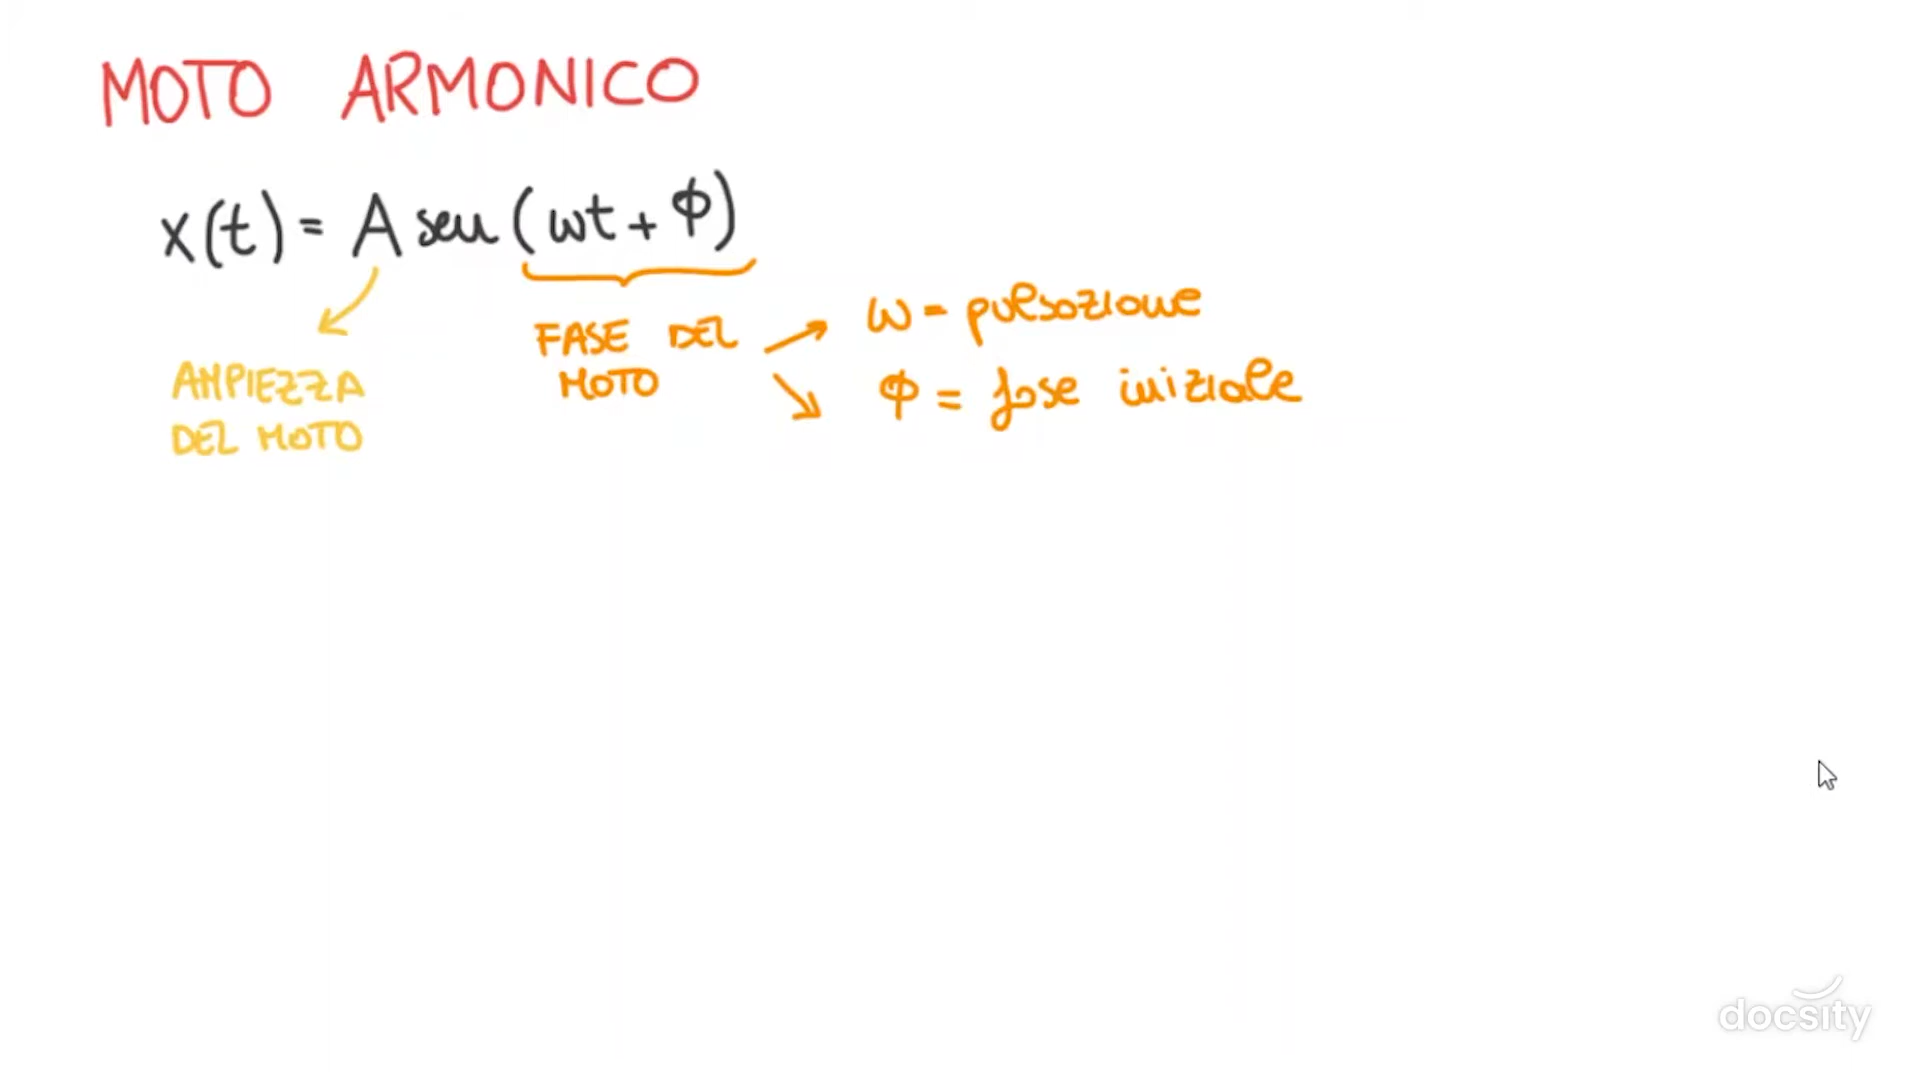 MOTO ARMONICO
x(t) = A sen (ωt + ϕ)
FASE DEL
MOTO
ω = pulsazione
ϕ = fase iniziale
AMPIEZZA
DEL MOTO
docsity